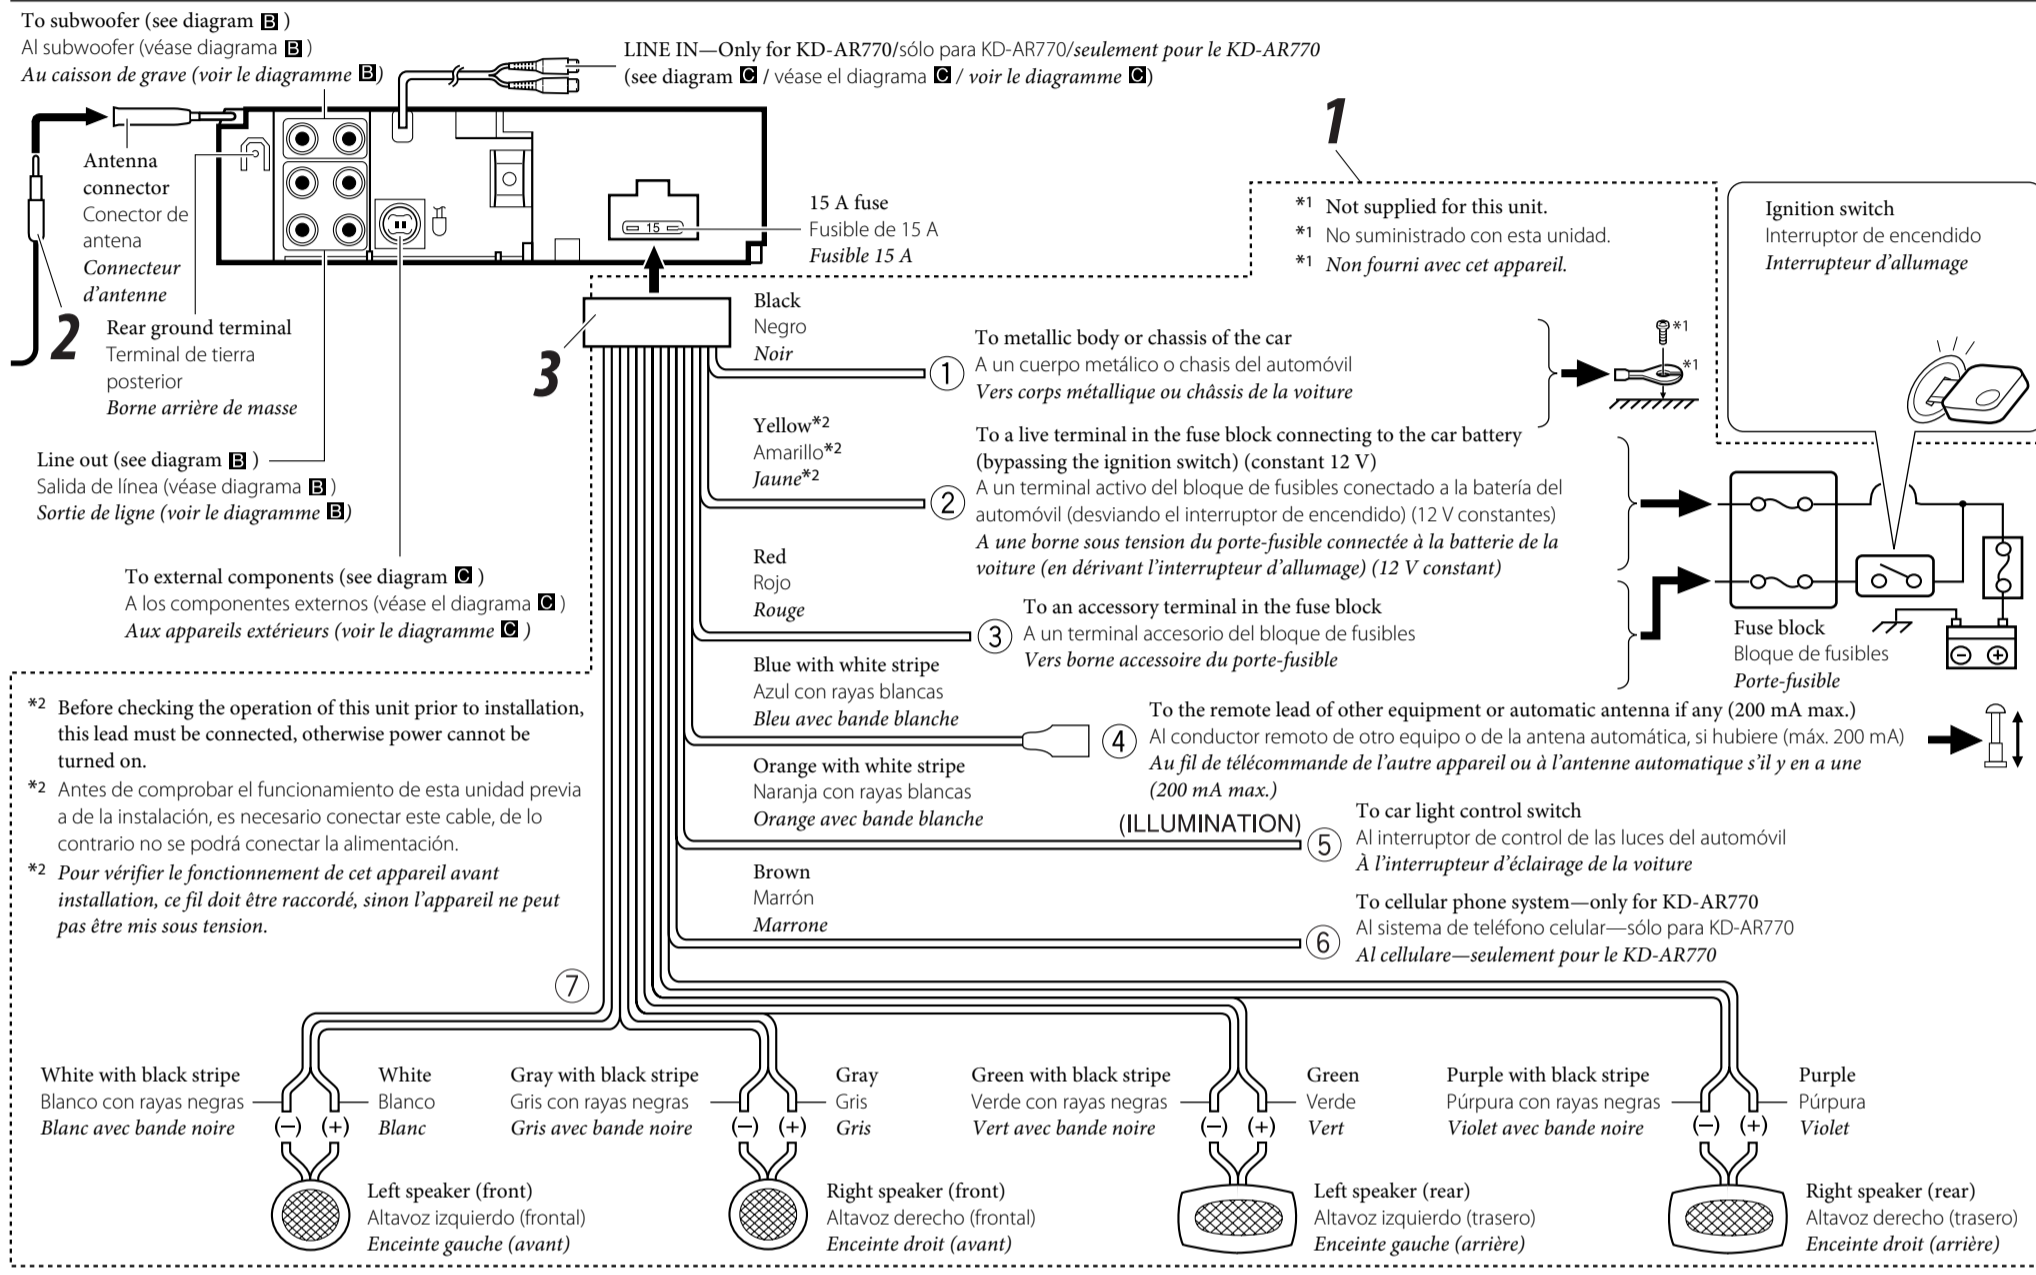 To subwoofer (see diagram B )
Al subwoofer (véase diagrama B )
Au caisson de grave (voir le diagramme B)
LINE IN—Only for KD-AR770/sólo para KD-AR770/seulement pour le KD-AR770
(see diagram C / véase el diagrama C / voir le diagramme C)
1
Antenna
connector
Conector de
antena
Connecteur
d'antenne
2
Rear ground terminal
Terminal de tierra
posterior
Borne arrière de masse
15
15 A fuse
Fusible de 15 A
Fusible 15 A
*1 Not supplied for this unit.
*1 No suministrado con esta unidad.
*1 Non fourni avec cet appareil.
Ignition switch
Interruptor de encendido
Interrupteur d'allumage
3
Line out (see diagram B )
Salida de línea (véase diagrama B )
Sortie de ligne (voir le diagramme B)
To external components (see diagram C )
A los componentes externos (véase el diagrama C )
Aux appareils extérieurs (voir le diagramme C )
Black
Negro
Noir
1
To metallic body or chassis of the car
A un cuerpo metálico o chasis del automóvil
Vers corps métallique ou châssis de la voiture
*1
*1
Yellow*2
Amarillo*2
Jaune*2
2
To a live terminal in the fuse block connecting to the car battery
(bypassing the ignition switch) (constant 12 V)
A un terminal activo del bloque de fusibles conectado a la batería del
automóvil (desviando el interruptor de encendido) (12 V constantes)
A une borne sous tension du porte-fusible connectée à la batterie de la
voiture (en dérivant l'interrupteur d'allumage) (12 V constant)
Red
Rojo
Rouge
3
To an accessory terminal in the fuse block
A un terminal accesorio del bloque de fusibles
Vers borne accessoire du porte-fusible
Fuse block
Bloque de fusibles
Porte-fusible
− +
Blue with white stripe
Azul con rayas blancas
Bleu avec bande blanche
4
To the remote lead of other equipment or automatic antenna if any (200 mA max.)
Al conductor remoto de otro equipo o de la antena automática, si hubiere (máx. 200 mA)
Au fil de télécommande de l'autre appareil ou à l'antenne automatique s'il y en a une
(200 mA max.)
*2 Before checking the operation of this unit prior to installation,
this lead must be connected, otherwise power cannot be
turned on.
*2 Antes de comprobar el funcionamiento de esta unidad previa
a de la instalación, es necesario conectar este cable, de lo
contrario no se podrá conectar la alimentación.
*2 Pour vérifier le fonctionnement de cet appareil avant
installation, ce fil doit être raccordé, sinon l'appareil ne peut
pas être mis sous tension.
Orange with white stripe
Naranja con rayas blancas
Orange avec bande blanche
(ILLUMINATION)
5
To car light control switch
Al interruptor de control de las luces del automóvil
À l'interrupteur d'éclairage de la voiture
Brown
Marrón
Marrone
6
To cellular phone system—only for KD-AR770
Al sistema de teléfono celular—sólo para KD-AR770
Al cellulare—seulement pour le KD-AR770
7
White with black stripe
Blanco con rayas negras
Blanc avec bande noire
(−) (+)
White
Blanco
Blanc
Gray with black stripe
Gris con rayas negras
Gris avec bande noire
(−) (+)
Gray
Gris
Gris
Green with black stripe
Verde con rayas negras
Vert avec bande noire
(−) (+)
Green
Verde
Vert
Purple with black stripe
Púrpura con rayas negras
Violet avec bande noire
(−) (+)
Purple
Púrpura
Violet
Left speaker (front)
Altavoz izquierdo (frontal)
Enceinte gauche (avant)
Right speaker (front)
Altavoz derecho (frontal)
Enceinte droit (avant)
Left speaker (rear)
Altavoz izquierdo (trasero)
Enceinte gauche (arrière)
Right speaker (rear)
Altavoz derecho (trasero)
Enceinte droit (arrière)